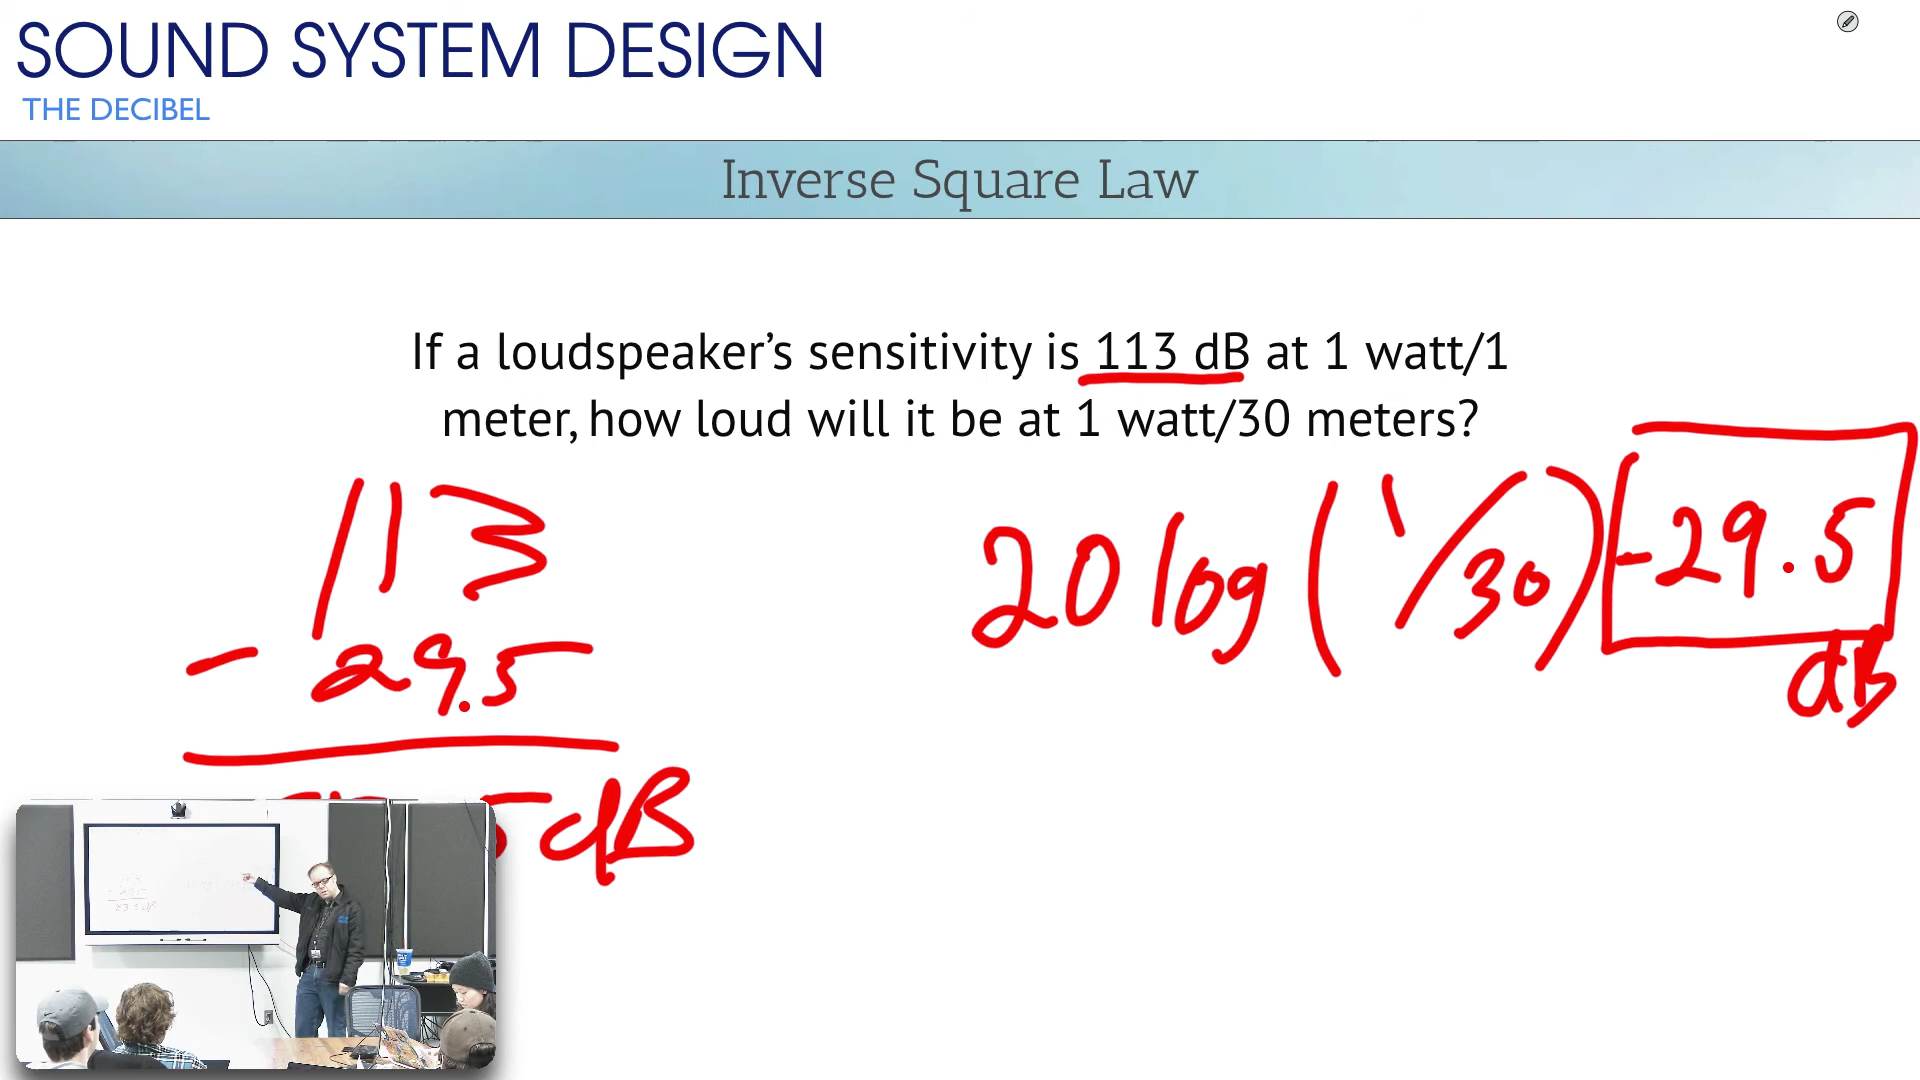 SOUND SYSTEM DESIGN
THE DECIBEL
Inverse Square Law
If a loudspeaker's sensitivity is 113 dB at 1 watt/1
meter, how loud will it be at 1 watt/30 meters?
113
- 29.5
dB
20 log (1/30) -29.5
dB